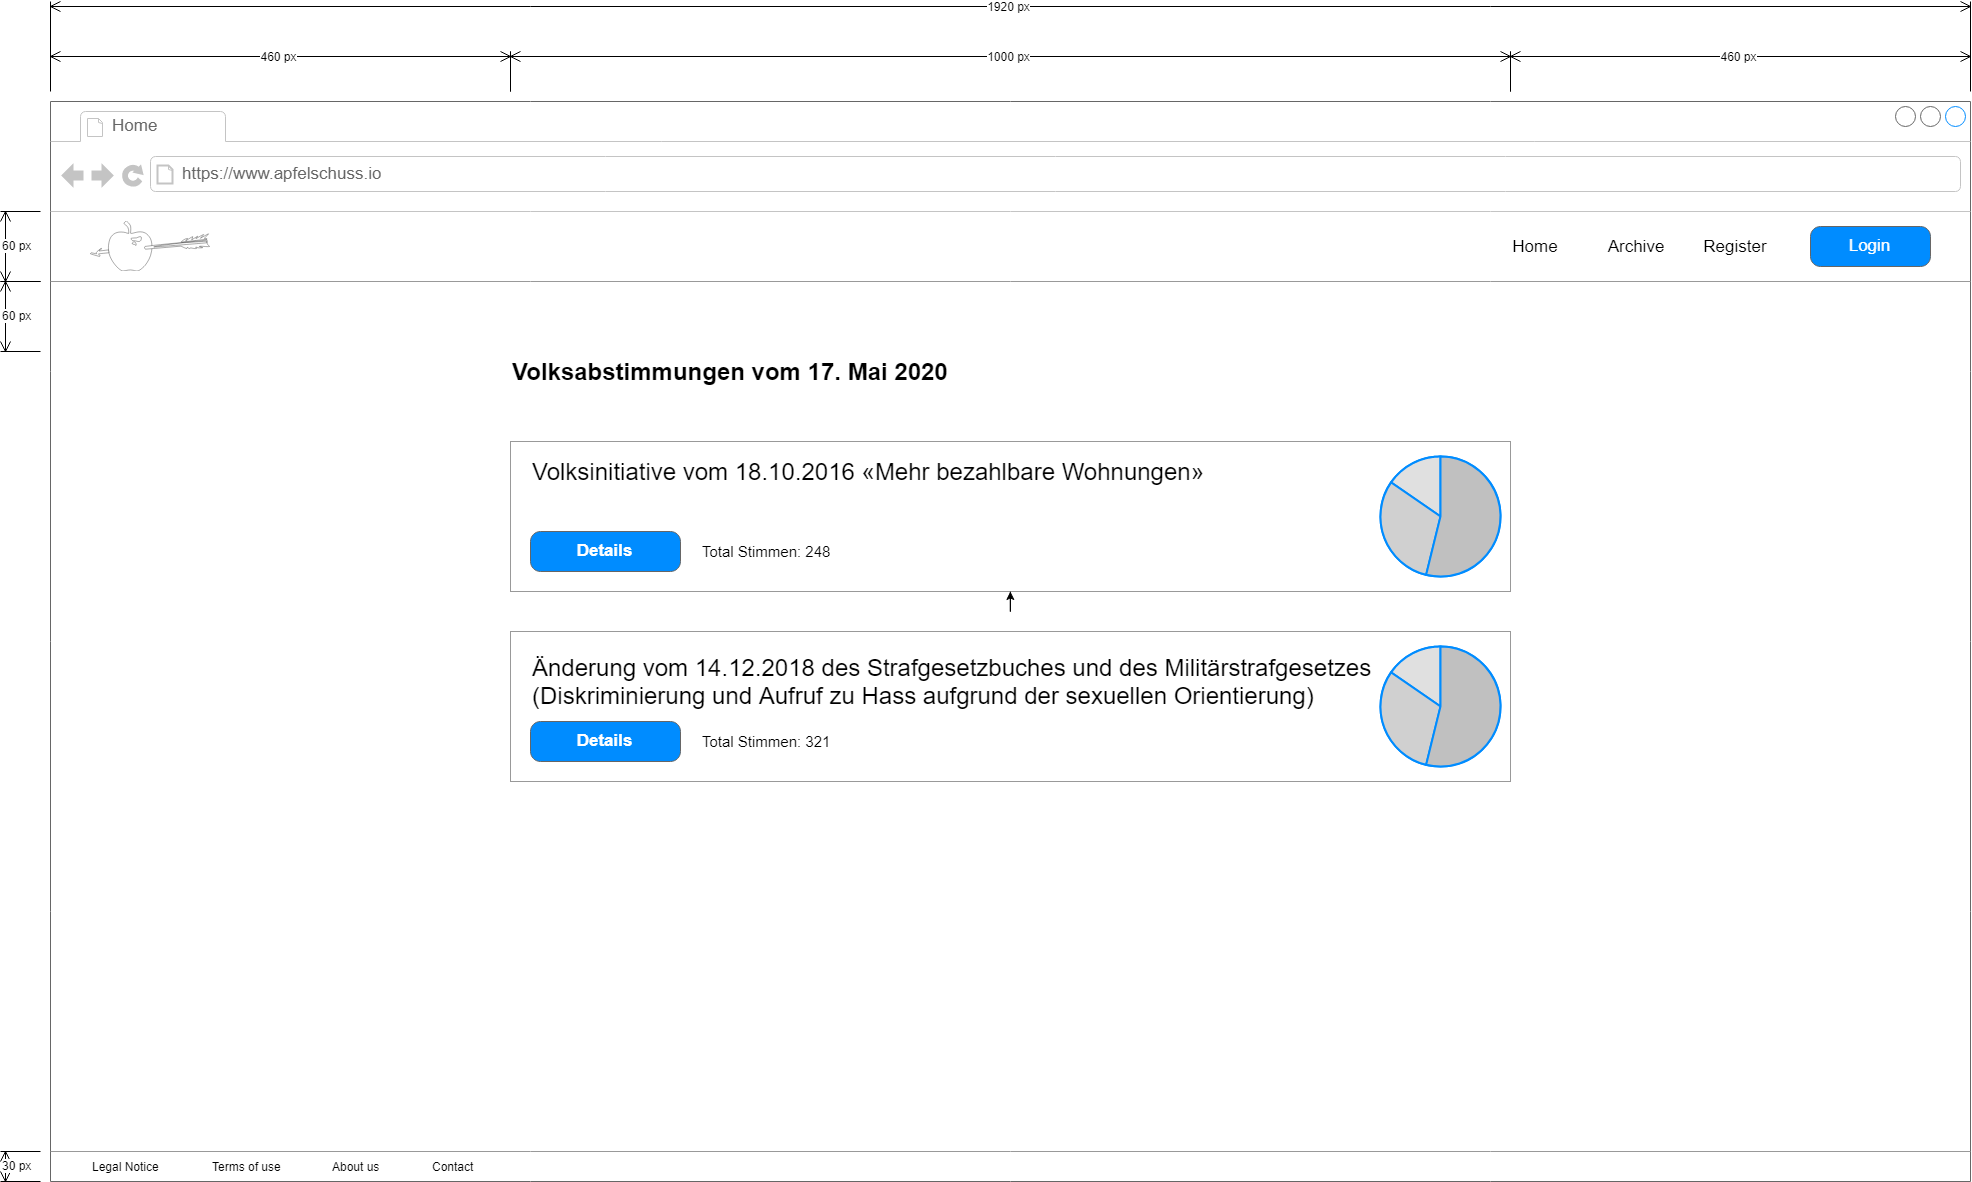 1920 px
460 px
1000 px
460 px
Home
https://www.apfelschuss.io
60 px
Home
Archive
Register
Login
60 px
Volksabstimmungen vom 17. Mai 2020
Volksinitiative vom 18.10.2016 «Mehr bezahlbare Wohnungen»
Details
Total Stimmen: 248
Änderung vom 14.12.2018 des Strafgesetzbuches und des Militärstrafgesetzes
(Diskriminierung und Aufruf zu Hass aufgrund der sexuellen Orientierung)
Details
Total Stimmen: 321
30 px
Legal Notice
Terms of use
About us
Contact